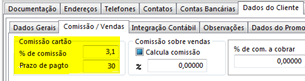 Documentação Endereços Telefones Contatos Contas Bancárias Dados do Cliente
Dados Gerais Comissão / Vendas Integração Contábil Observações Dados do Promo
Comissão cartão Comissão sobre vendas % de com. a cobrar
% de comissão 3,1 Calcula comissão 0,00000
Prazo de pagto 30 % 0,00000